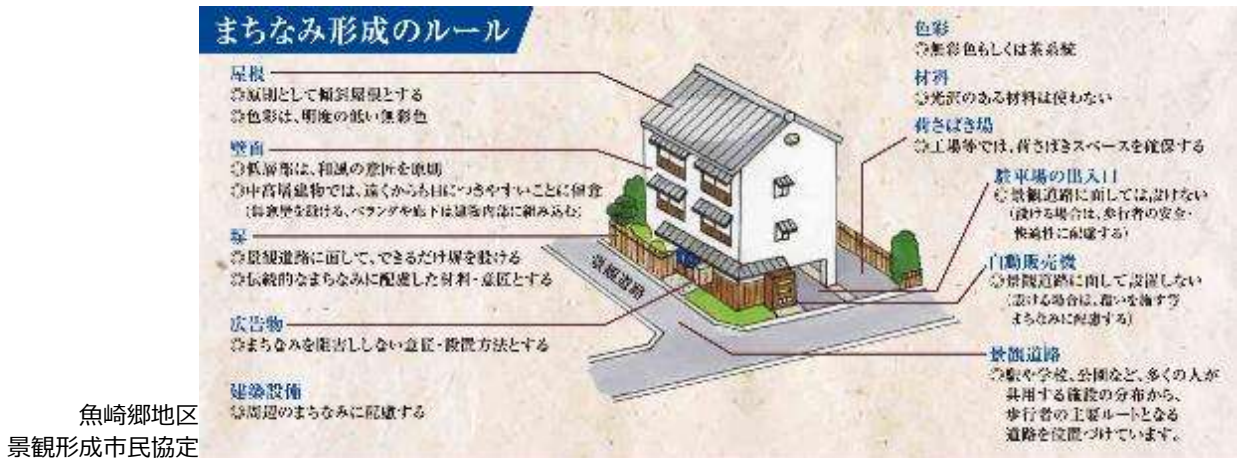 まちなみ形成のルール
屋根
◎原則として傾斜屋根とする
◎色彩は、明度の低い無彩色
壁面
◎低層部は、和風の意匠を原則
◎中高層建物では、遠くからも目につきやすいことに留意
(偽窓壁を設ける、ベランダや廊下は建物内部に組み込む)
塀
◎景観道路に面して、できるだけ塀を設ける
◎伝統的なまちなみに配慮した材料・意匠とする
広告物
◎まちなみを阻害ししない意匠・設置方法とする
建築設備
◎周辺のまちなみに配慮する
景観道路
色彩
◎無彩色もしくは茶系統
材料
◎光沢のある材料は使わない
荷さばき場
◎工場等では、荷さばきスペースを確保する
駐車場の出入口
◎景観道路に面しては設けない
(設ける場合は、歩行者の安全・
快適性に配慮する)
自動販売機
◎景観道路に面して設置しない
(設ける場合は、覆いを施す等
まちなみに配慮する)
景観道路
◎駅や学校、公園など、多くの人が
共用する施設の分布から、
歩行者の主要ルートとなる
道路を位置づけています。
魚崎郷地区
景観形成市民協定